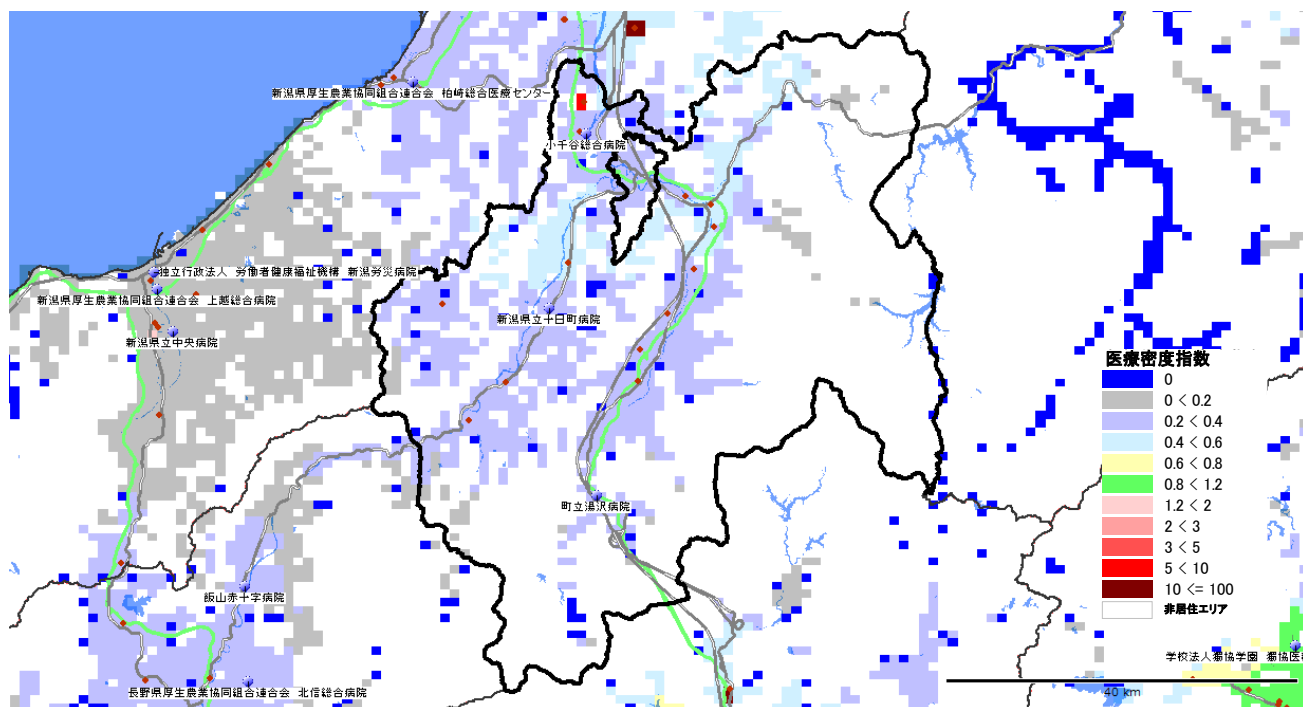 新潟県厚生農業協同組合連合会 柏崎総合医療センター
小千谷総合病院
独立行政法人 労働者健康福祉機構 新潟労災病院
新潟県厚生農業協同組合連合会 上越総合病院
新潟県立十日町病院
新潟県立中央病院
医療密度指数
0
0 < 0.2
0.2 < 0.4
0.4 < 0.6
0.6 < 0.8
0.8 < 1.2
1.2 < 2
2 < 3
3 < 5
5 < 10
10 <= 100
非居住エリア
町立湯沢病院
飯山赤十字病院
学校法人獨協学園 獨協医科
長野県厚生農業協同組合連合会 北信総合病院
40 km